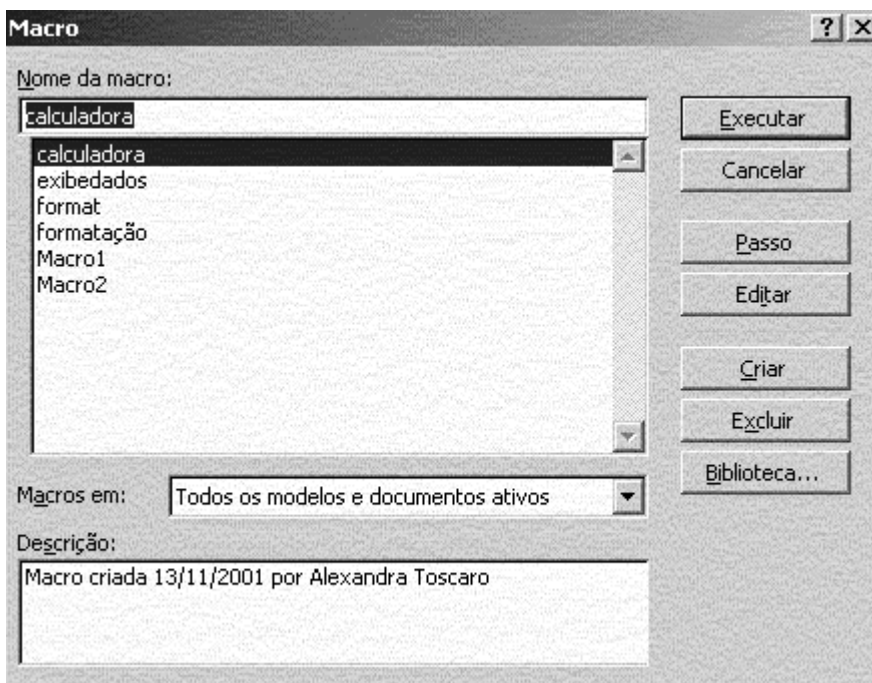 Macro
Nome da macro:
calculadora
calculadora
exibedados
format
formatação
Macro1
Macro2
Executar
Cancelar
Passo
Editar
Criar
Excluir
Biblioteca...
Macros em: Todos os modelos e documentos ativos
Descrição:
Macro criada 13/11/2001 por Alexandra Toscaro